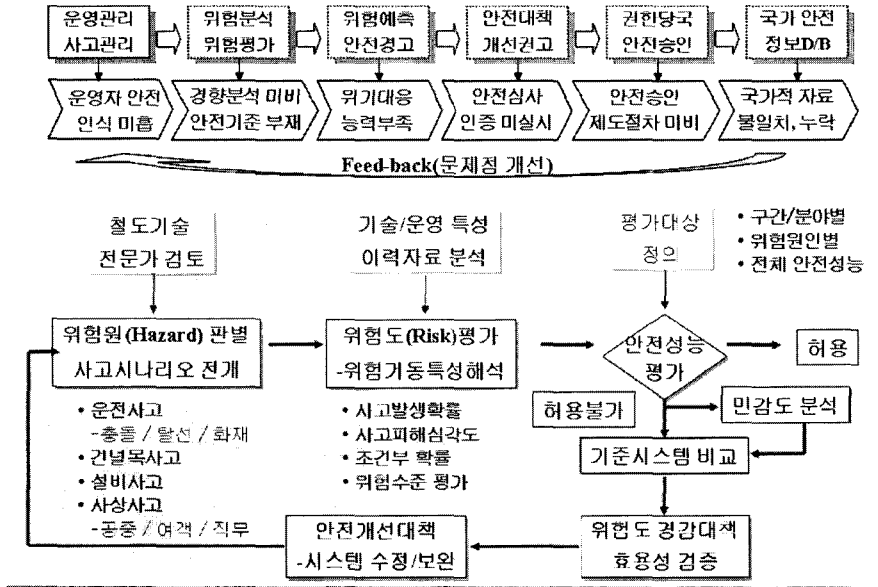 운영관리
사고관리
위험분석
위험평가
위험예측
안전경고
안전대책
개선권고
권한당국
안전승인
국가 안전
정보D/B
운영자 안전
인식 미흡
경향분석 미비
안전기준 부재
위기대응
능력부족
안전심사
인증 미실시
안전승인
제도절차 미비
국가적 자료
불일치, 누락
Feed-back(문제점 개선)
철도기술
전문가 검토
기술/운영 특성
이력자료 분석
평가대상
정의
• 구간/분야별
• 위험원인별
• 전체 안전성능
위험원(Hazard) 판별
사고시나리오 전개
위험도(Risk)평가
-위험거동특성해석
안전성능
평가
허용
• 운전사고
-충돌 / 탈선 / 화재
• 건널목사고
• 설비사고
• 사상사고
-공중 / 여객 / 직무
• 사고발생확률
• 사고피해심각도
• 조건부 확률
• 위험수준 평가
허용불가
민감도 분석
기준시스템 비교
안전개선대책
-시스템 수정/보완
위험도 경감대책
효용성 검증